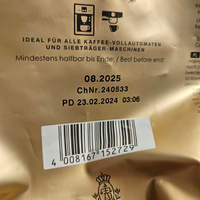 IDEAL FÜR ALLE KAFFEE-VOLLAUTOMATEN
UND SIEBTRÄGER-MASCHINEN
Mindestens haltbar bis Ende: / Best before end:
08.2025
ChNr.240533
PD 23.02.2024 03:06
4 008167 152729